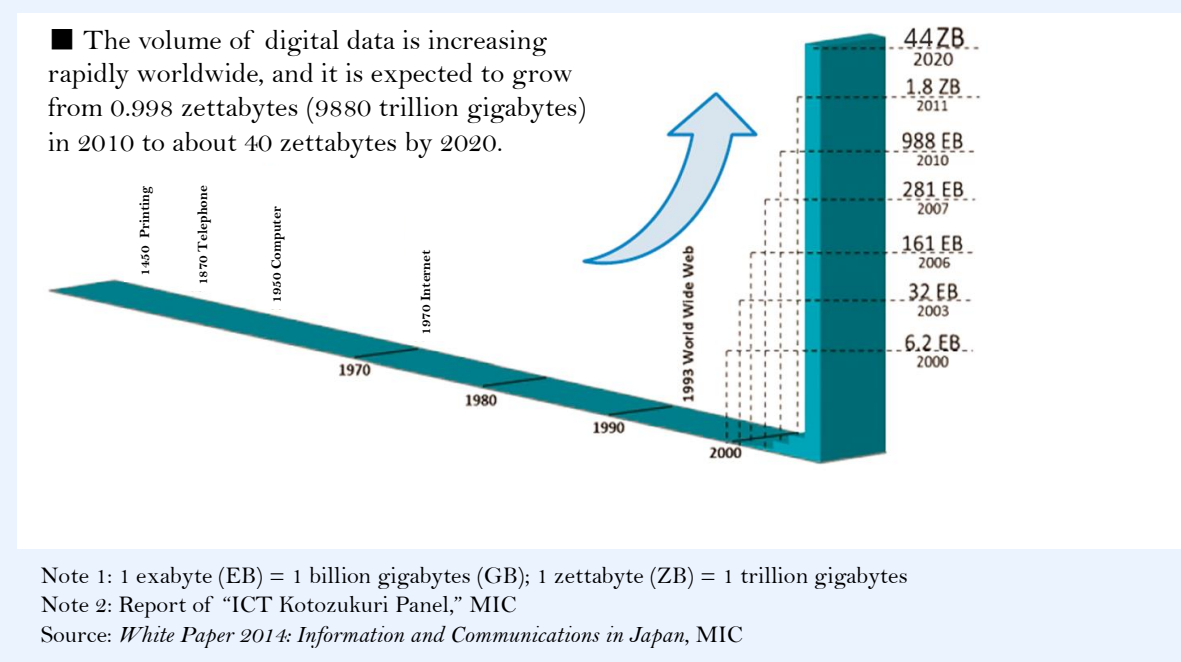 ■ The volume of digital data is increasing
rapidly worldwide, and it is expected to grow
from 0.998 zettabytes (9880 trillion gigabytes)
in 2010 to about 40 zettabytes by 2020.
1450 Printing
1870 Telephone
1950 Computer
1970 Internet
1993 World Wide Web
1970
1980
1990
2000
44 ZB
2020
1.8 ZB
2011
988 EB
2010
281 EB
2007
161 EB
2006
32 EB
2003
6.2 EB
2000
Note 1: 1 exabyte (EB) = 1 billion gigabytes (GB); 1 zettabyte (ZB) = 1 trillion gigabytes
Note 2: Report of “ICT Kotozukuri Panel,” MIC
Source: White Paper 2014: Information and Communications in Japan, MIC